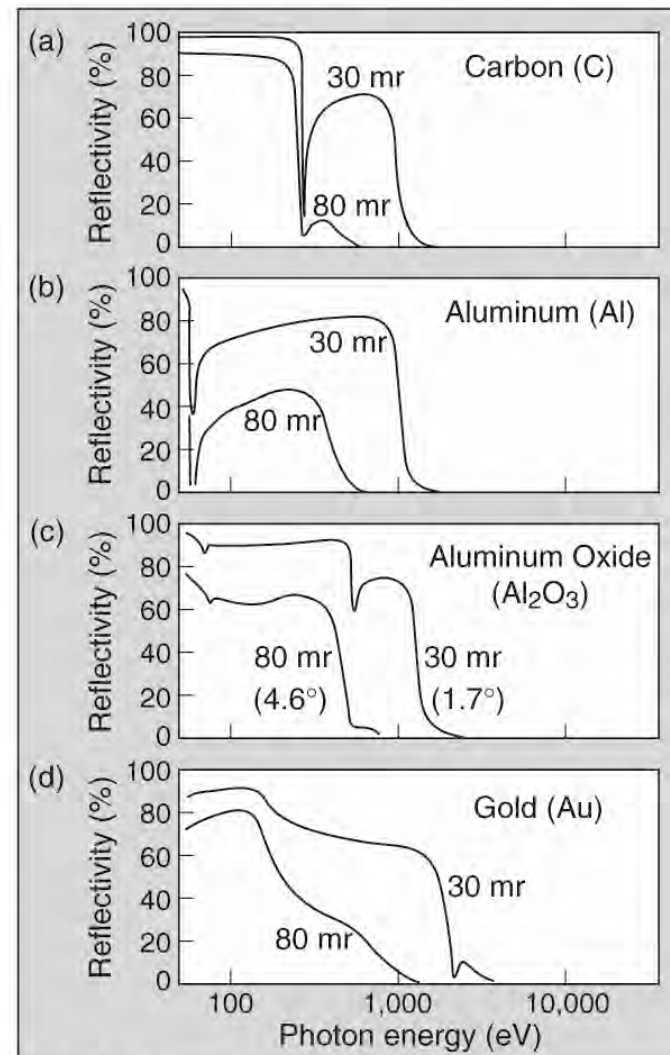 (a)
Reflectivity (%)
100
80
60
40
20
0
30 mr
80 mr
Carbon (C)
(b)
Reflectivity (%)
100
80
60
40
20
0
30 mr
80 mr
Aluminum (Al)
(c)
Reflectivity (%)
100
80
60
40
20
0
Aluminum Oxide
(Al₂O₃)
80 mr
(4.6°)
30 mr
(1.7°)
(d)
Reflectivity (%)
100
80
60
40
20
0
Gold (Au)
30 mr
80 mr
100
1,000
10,000
Photon energy (eV)